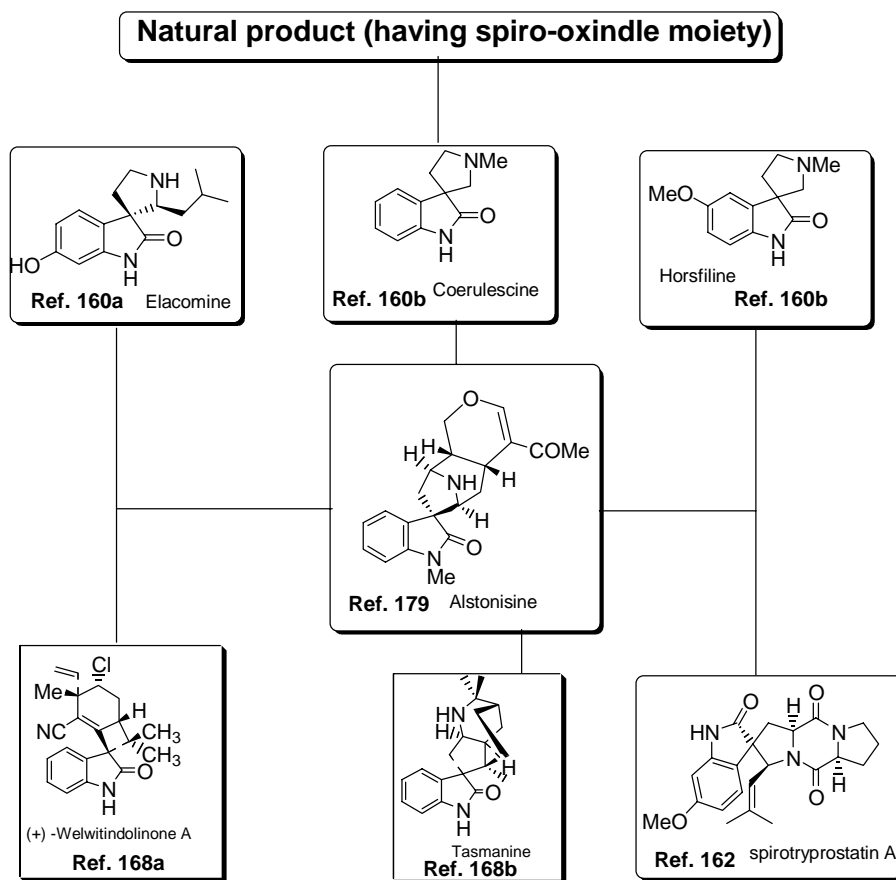 Natural product (having spiro-oxindle moiety)
NH
O
N
H
HO
Ref. 160a Elacomine
NMe
O
N
H
Ref. 160b Coerulescine
NMe
MeO
O
N
H
Horsfiline
Ref. 160b
O
H
COMe
H
NH
H
H
O
N
Me
Ref. 179 Alstonisine
Cl
Me
H
NC
CH3
CH3
O
N
H
(+) -Welwitindolinone A
Ref. 168a
HN
H
H
O
N
H
Tasmanine
Ref. 168b
O
HN
H
O
N
N
H
O
MeO
Ref. 162 spirotryprostatin A